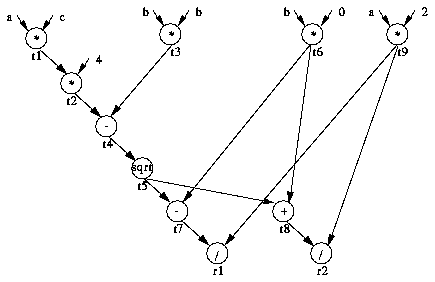 a c b b b 0 a 2
* * * *
t1 t3 t6 t9
* 4
t2
-
t4
sqrt
t5
- +
t7 t8
/ /
r1 r2